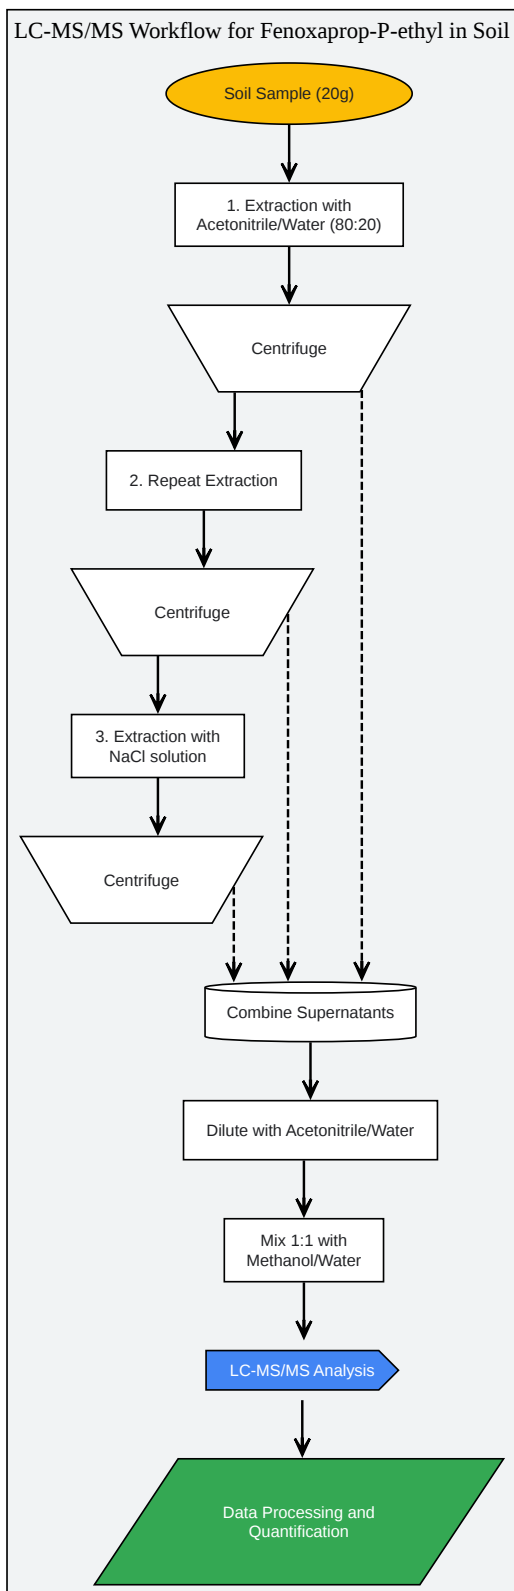 LC-MS/MS Workflow for Fenoxaprop-P-ethyl in Soil
Soil Sample (20g)
1. Extraction with
Acetonitrile/Water (80:20)
Centrifuge
2. Repeat Extraction
Centrifuge
3. Extraction with
NaCl solution
Centrifuge
Combine Supernatants
Dilute with Acetonitrile/Water
Mix 1:1 with
Methanol/Water
LC-MS/MS Analysis
Data Processing and
Quantification